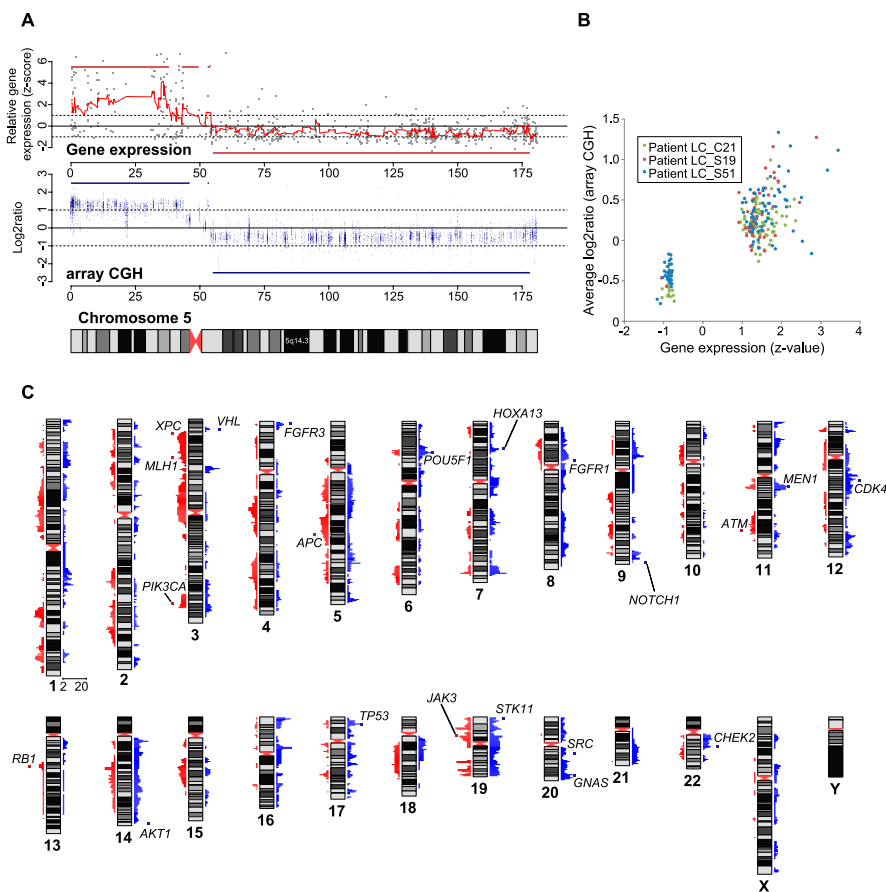 A
Relative gene
expression (z-score)
6
4
2
0
-2
Gene expression
0 25 50 75 100 125 150 175
Log2ratio
3
2
1
0
-1
-2
-3
array CGH
0 25 50 75 100 125 150 175
Chromosome 5
5q14.3
B
Average log2ratio (array CGH)
1.5
1.0
0.5
0
-0.5
0
Patient LC_C21
Patient LC_S19
Patient LC_S51
-2 -1 0 1 2 3 4
Gene expression (z-value)
C
XPC
VHL
MLH1
PIK3CA
FGFR3
APC
POU5F1
HOXA13
FGFR1
NOTCH1
ATM
MEN1
CDK4
1 2 3 4 5 6 7 8 9 10 11 12
2 20
RB1
AKT1
TP53
JAK3
STK11
SRC
GNAS
CHEK2
13 14 15 16 17 18 19 20 21 22 X Y